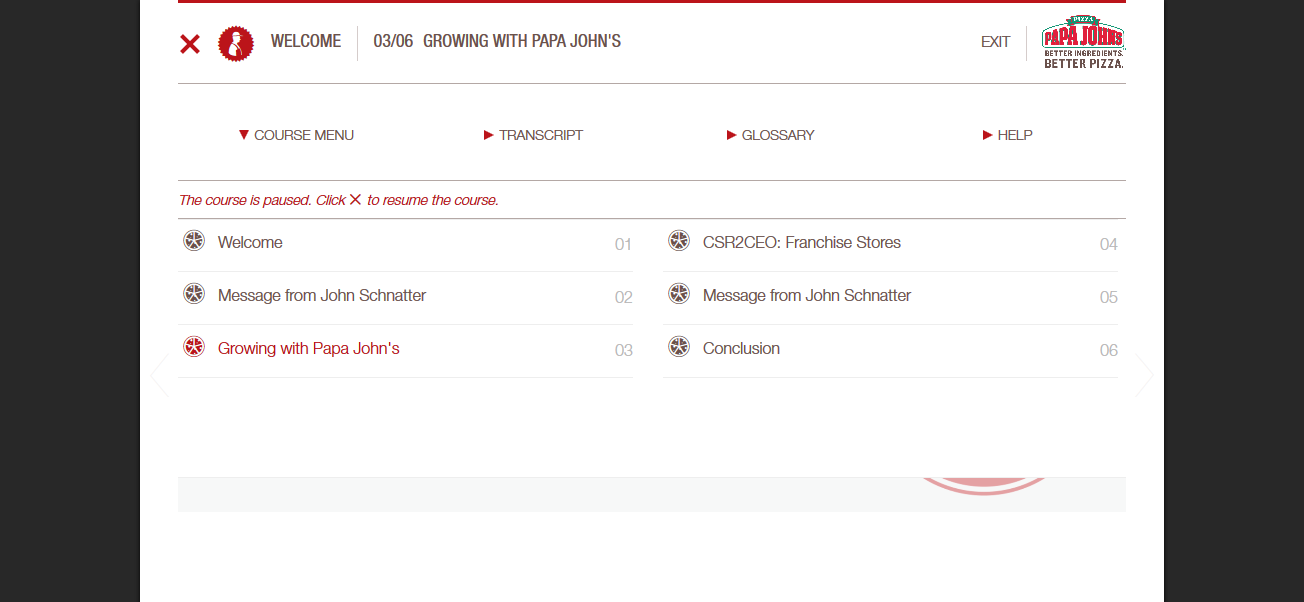 WELCOME
03/06 GROWING WITH PAPA JOHN'S
EXIT
PIZZA
PAPA JOHNS
BETTER INGREDIENTS.
BETTER PIZZA.
COURSE MENU
TRANSCRIPT
GLOSSARY
HELP
The course is paused. Click X to resume the course.
Welcome 01
Message from John Schnatter 02
Growing with Papa John's 03
CSR2CEO: Franchise Stores 04
Message from John Schnatter 05
Conclusion 06